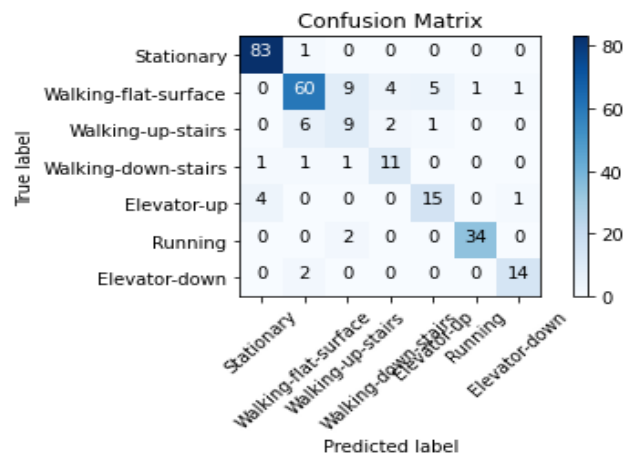 Confusion Matrix
Stationary 83 1 0 0 0 0 0
Walking-flat-surface 0 60 9 4 5 1 1
Walking-up-stairs 0 6 9 2 1 0 0
Walking-down-stairs 1 1 1 11 0 0 0
Elevator-up 4 0 0 0 15 0 1
Running 0 0 2 0 0 34 0
Elevator-down 0 2 0 0 0 0 14
True label
Stationary
Walking-flat-surface
Walking-up-stairs
Walking-down-stairs
Elevator-up
Running
Elevator-down
Predicted label
80
60
40
20
0